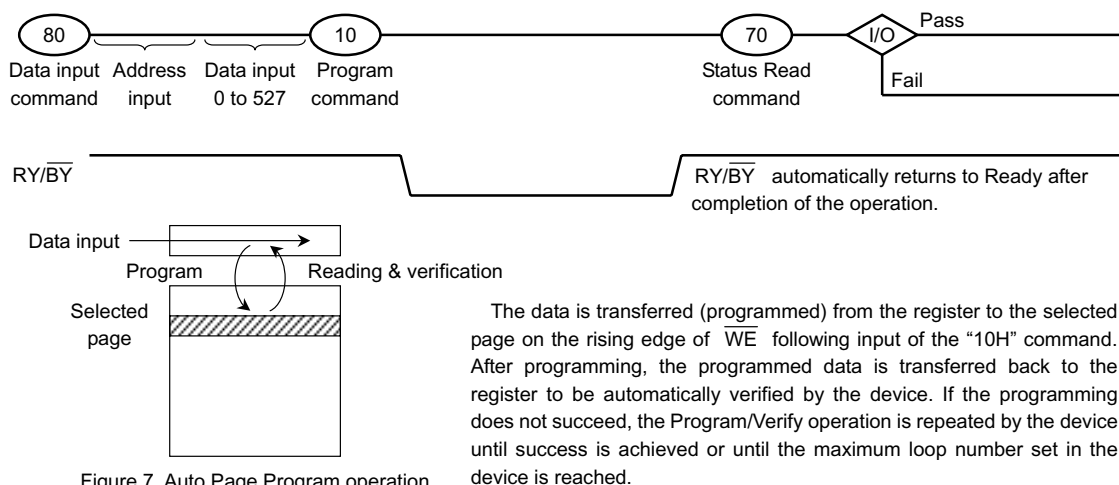 80 10 70 I/O Pass
Data input Address Data input Program Status Read
command input 0 to 527 command command
Fail
RY/BY
RY/BY automatically returns to Ready after
completion of the operation.
Data input
Program Reading & verification
Selected
page
The data is transferred (programmed) from the register to the selected
page on the rising edge of WE following input of the “10H” command.
After programming, the programmed data is transferred back to the
register to be automatically verified by the device. If the programming
does not succeed, the Program/Verify operation is repeated by the device
until success is achieved or until the maximum loop number set in the
device is reached.
Figure 7. Auto Page Program operation